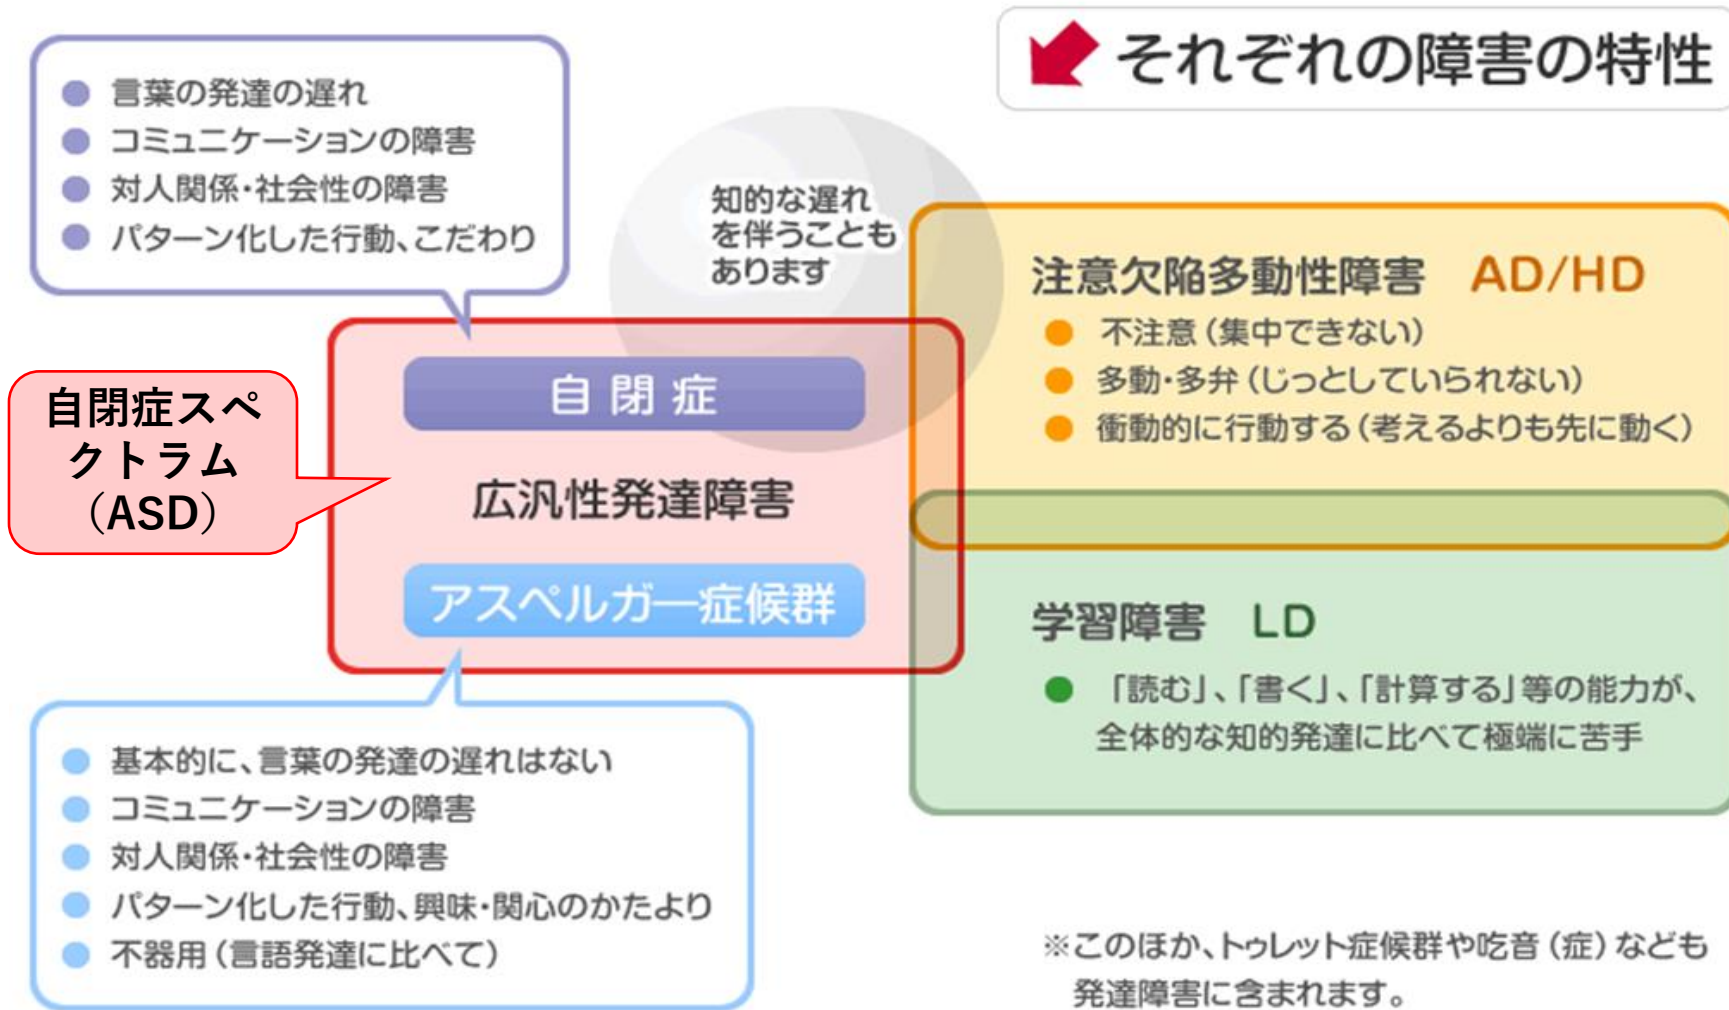 それぞれの障害の特性
● 言葉の発達の遅れ
● コミュニケーションの障害
● 対人関係・社会性の障害
● パターン化した行動、こだわり
知的な遅れ
を伴うことも
あります
自閉症スペ
クトラム
（ASD）
自閉症
広汎性発達障害
アスペルガー症候群
● 基本的に、言葉の発達の遅れはない
● コミュニケーションの障害
● 対人関係・社会性の障害
● パターン化した行動、興味・関心のかたより
● 不器用（言語発達に比べて）
注意欠陥多動性障害 AD/HD
● 不注意（集中できない）
● 多動・多弁（じっとしていられない）
● 衝動的に行動する（考えるよりも先に動く）
学習障害 LD
● 「読む」、「書く」、「計算する」等の能力が、
全体的な知的発達に比べて極端に苦手
※このほか、トゥレット症候群や吃音（症）なども
発達障害に含まれます。